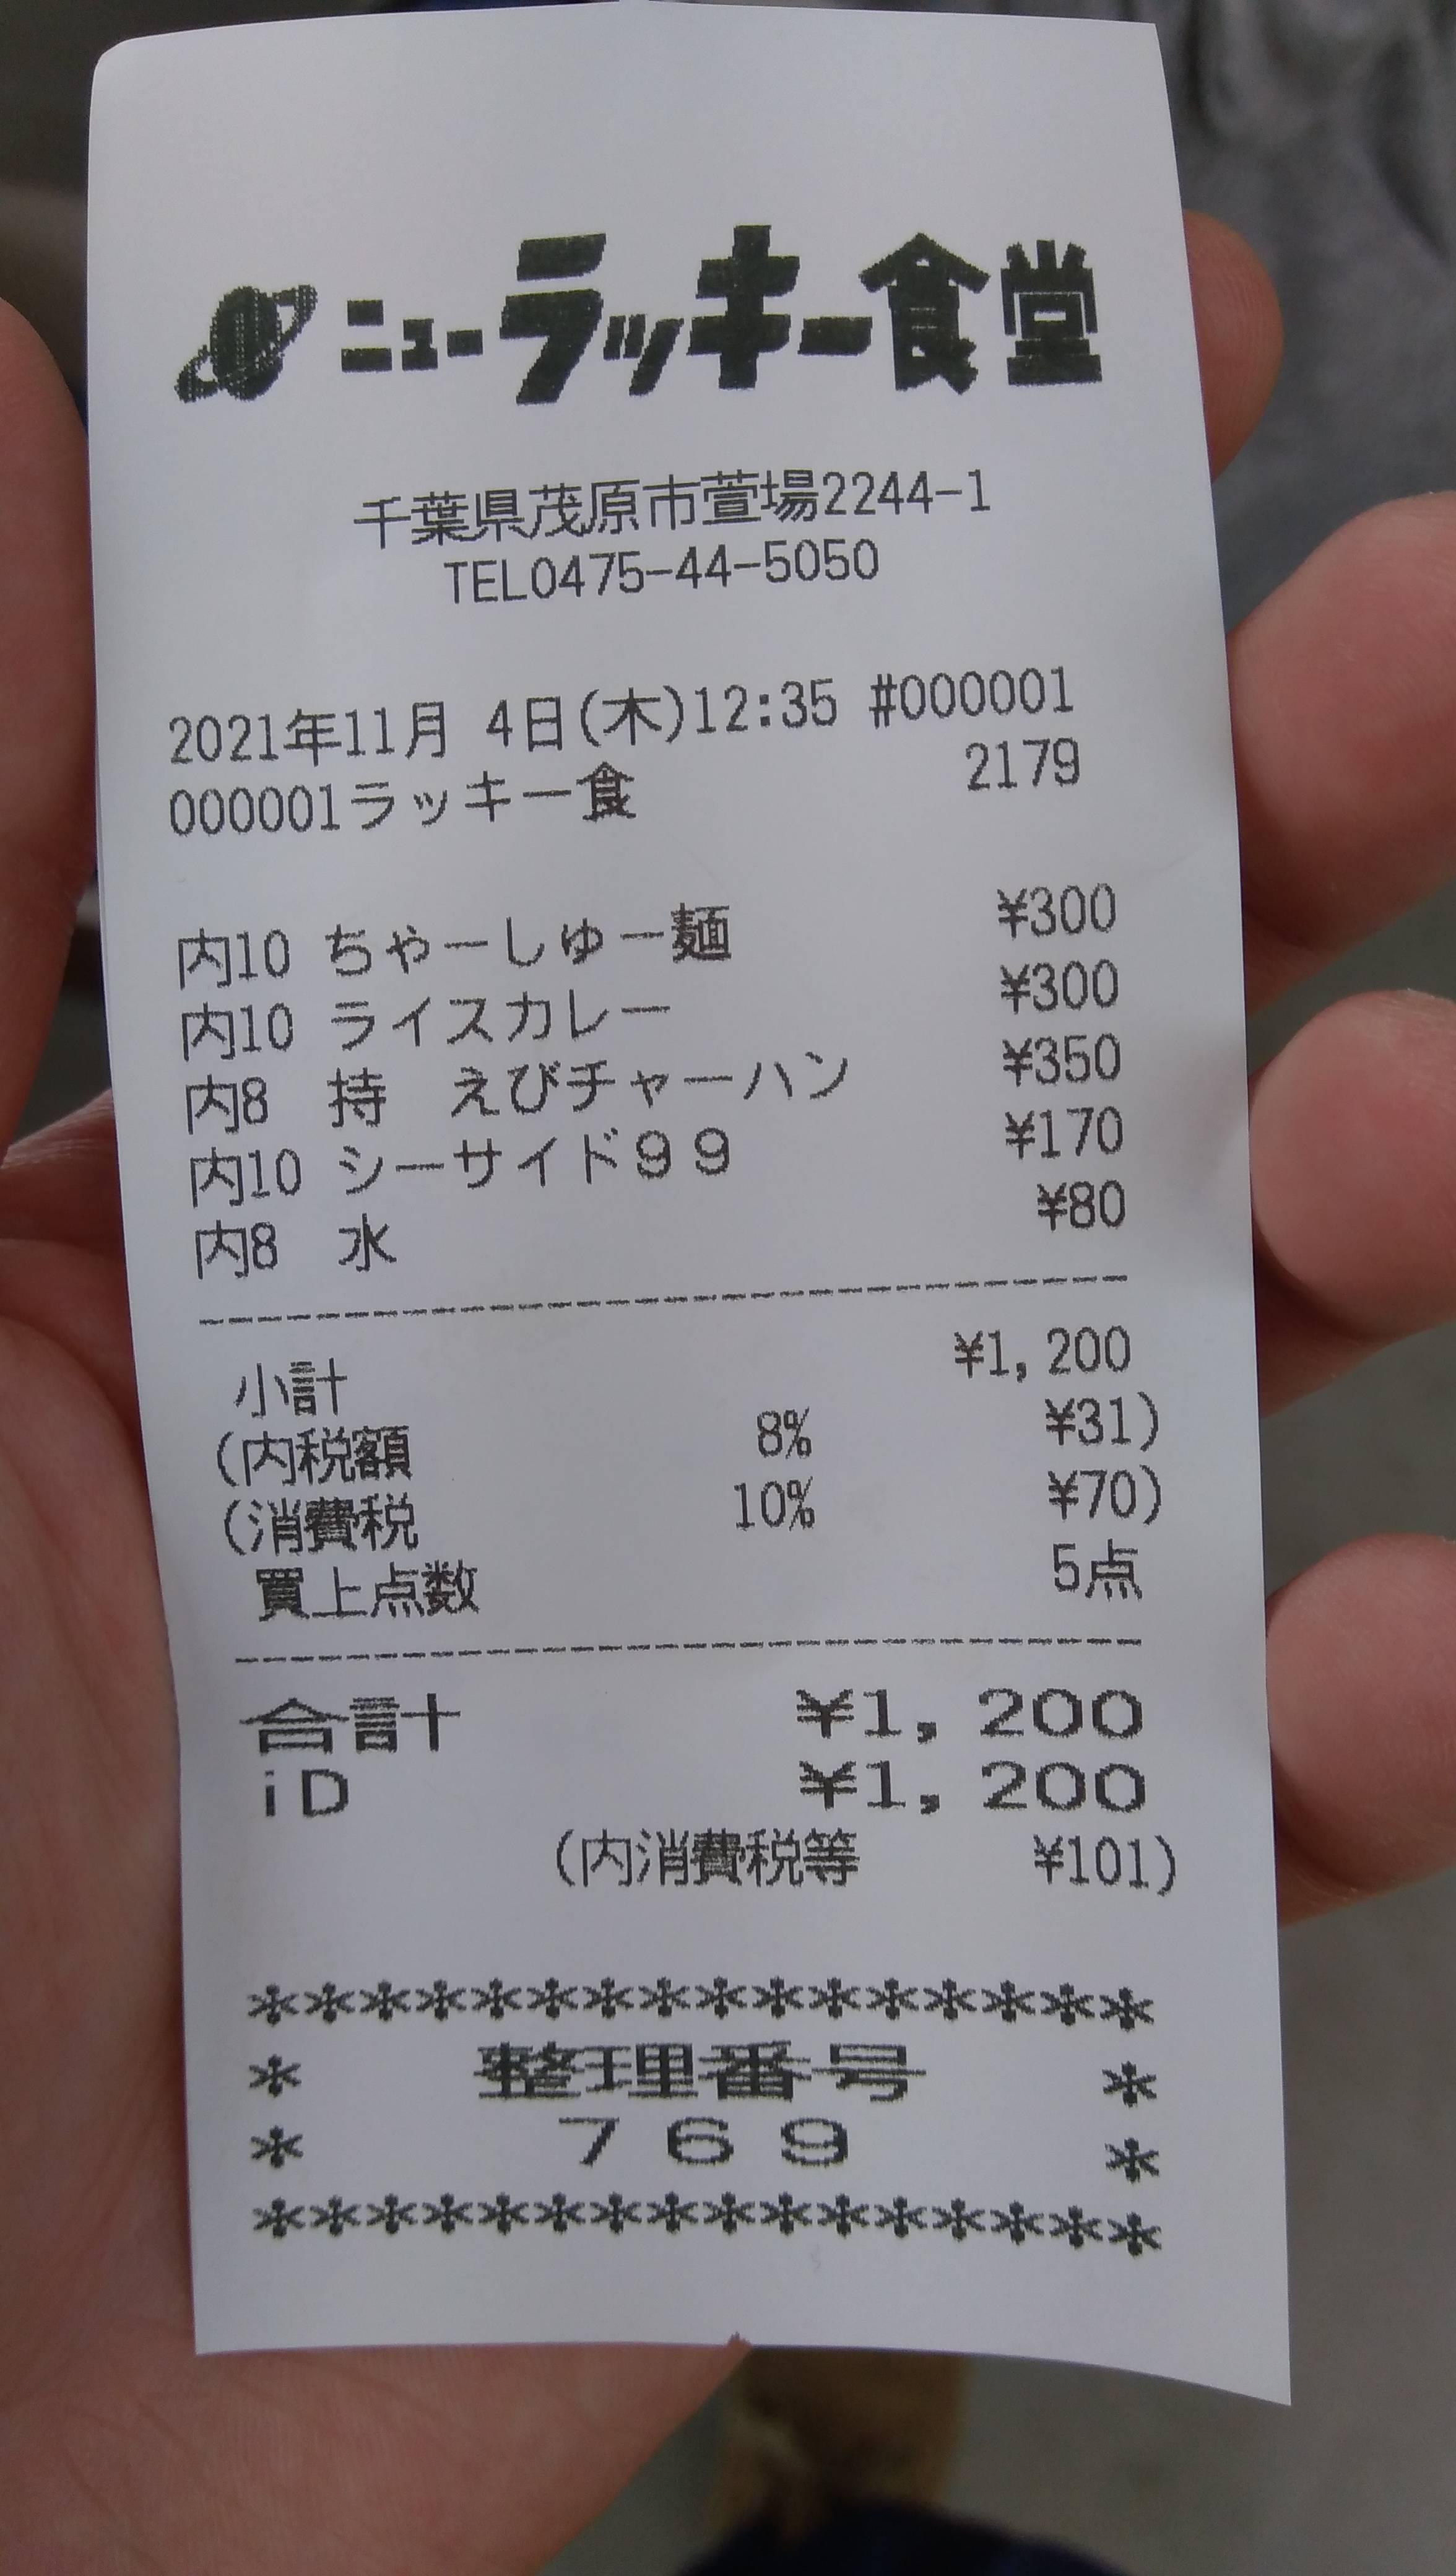 ニューラッキー食堂
千葉県茂原市萱場2244-1
TEL0475-44-5050
2021年11月 4日(木)12:35 #000001
000001ラッキー食 2179
内10 ちゃーしゅー麺 ¥300
内10 ライスカレー ¥300
内8 持 えびチャーハン ¥350
内10 シーサイド99 ¥170
内8 水 ¥80
小計 ¥1,200
(内税額 8% ¥31)
(消費税 10% ¥70)
買上点数 5点
合計 ¥1,200
iD ¥1,200
(内消費税等 ¥101)
****************
* 整理番号 *
* 769 *
****************